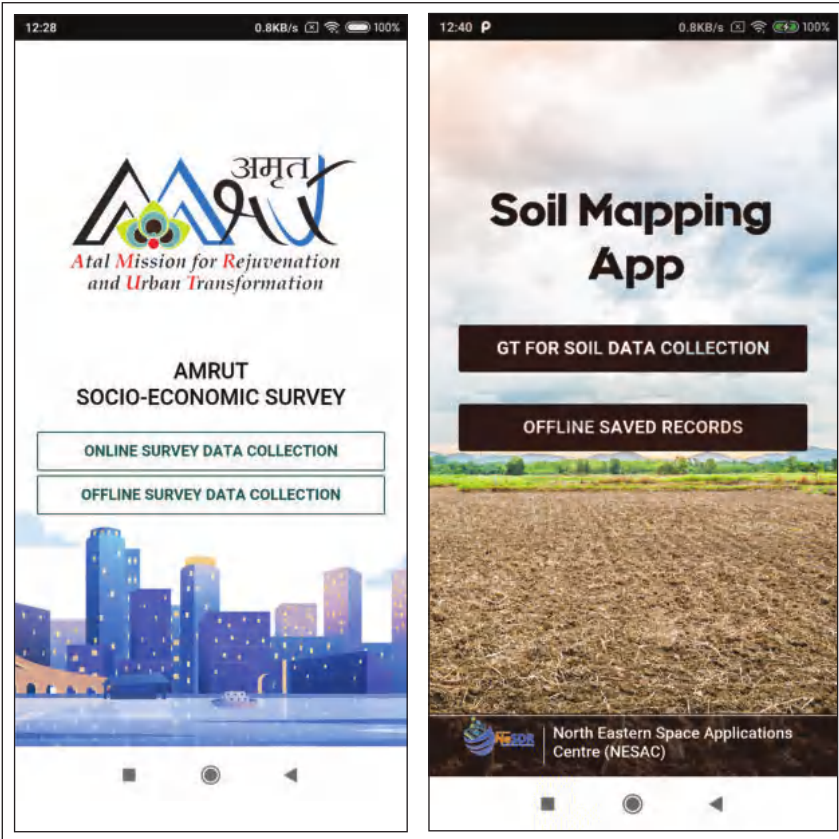 12:28
0.8KB/s
100%
अमृत
Atal Mission for Rejuvenation
and Urban Transformation
AMRUT
SOCIO-ECONOMIC SURVEY
ONLINE SURVEY DATA COLLECTION
OFFLINE SURVEY DATA COLLECTION
12:40
0.8KB/s
100%
Soil Mapping
App
GT FOR SOIL DATA COLLECTION
OFFLINE SAVED RECORDS
North Eastern Space Applications
Centre (NESAC)